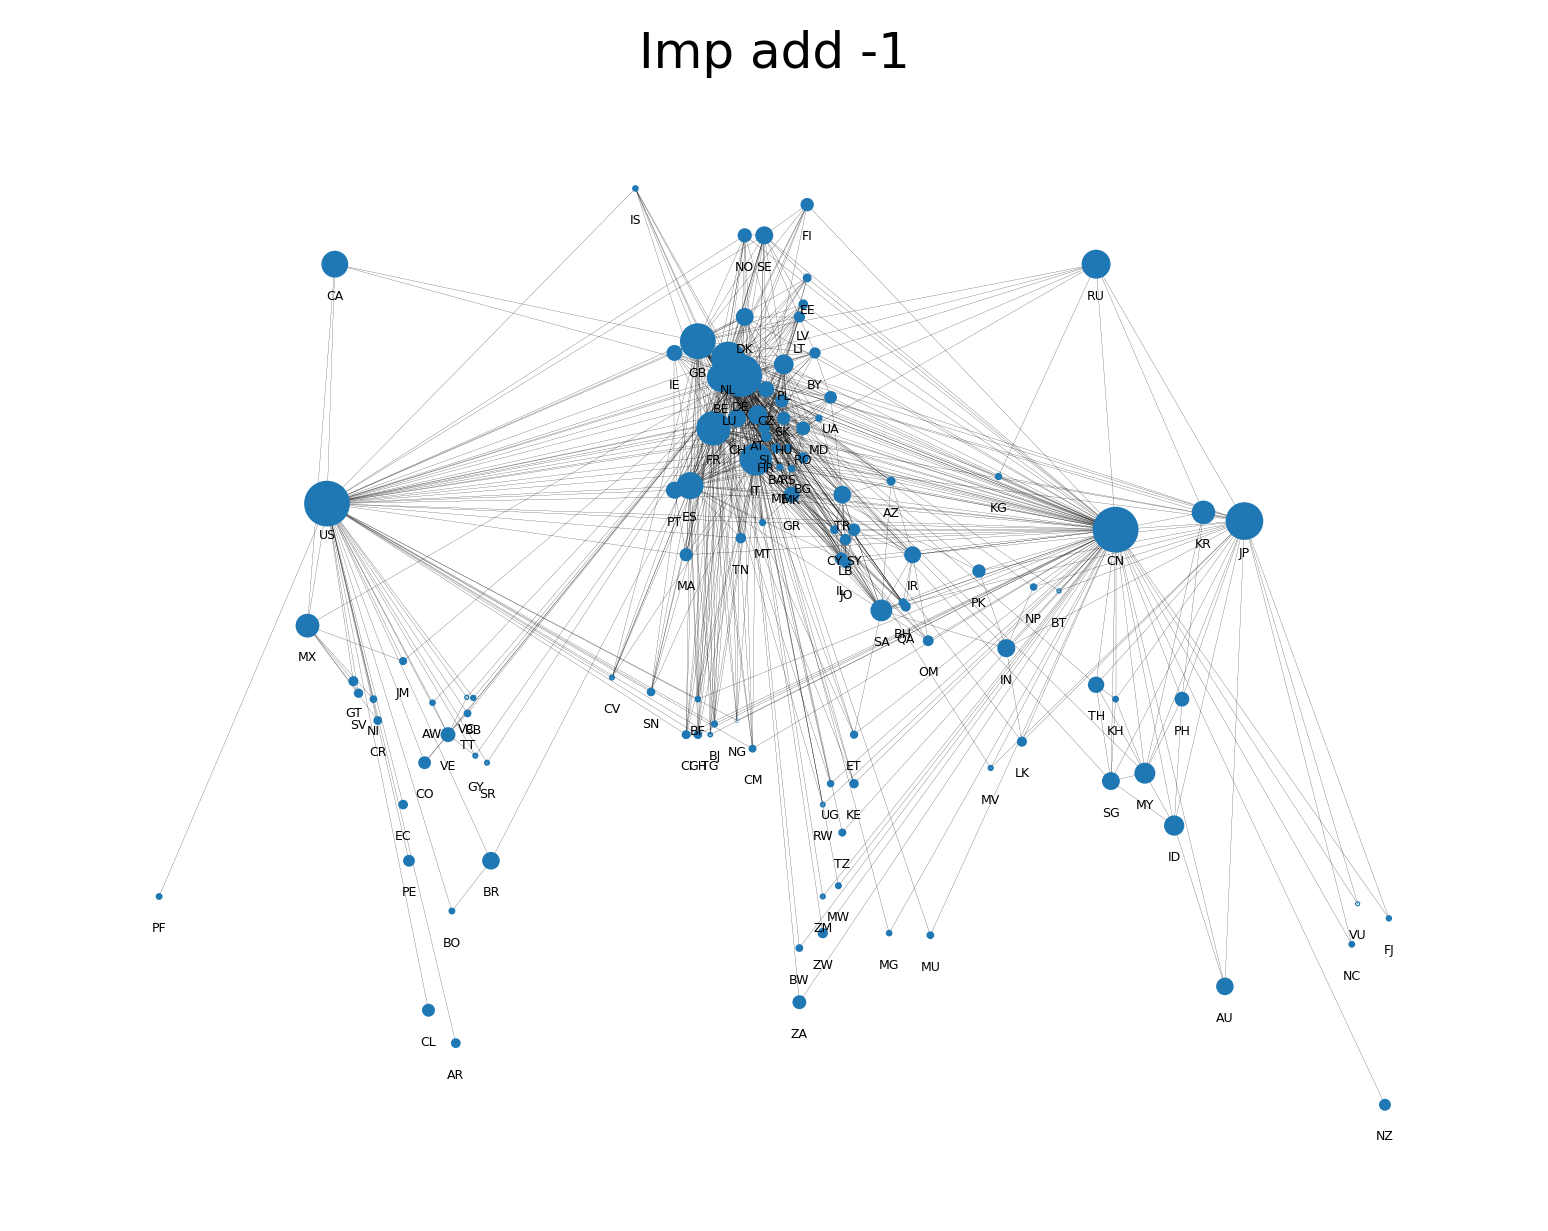 Imp add -1
IS
FI
NO SE
CA
RU
EE
LV
DK
LT
GB
IE
BY
NL
PL
BE
DE
LU
CZ
UA
SK
AT
CH
HU
MD
FR
SI
RO
HR
BA
RS
IT
BG
ME
MK
PT
ES
GR
TR
AZ
KG
US
MT
CY SY
KR
JP
CN
TN
LB
MA
IL
JO
IR
PK
NP
BT
BH
QA
SA
MX
OM
IN
JM
GT
SV
NI
CR
AW
VC
BB
TT
VE
CO
GY
SR
CV
SN
BF
BJ
NG
CI
GH
TG
CM
ET
TH
KH
PH
LK
MV
UG
KE
SG
MY
EC
RW
ID
TZ
PE
BR
MW
ZM
PF
BO
VU
FJ
BW
ZW
MG
MU
NC
AU
CL
ZA
AR
NZ